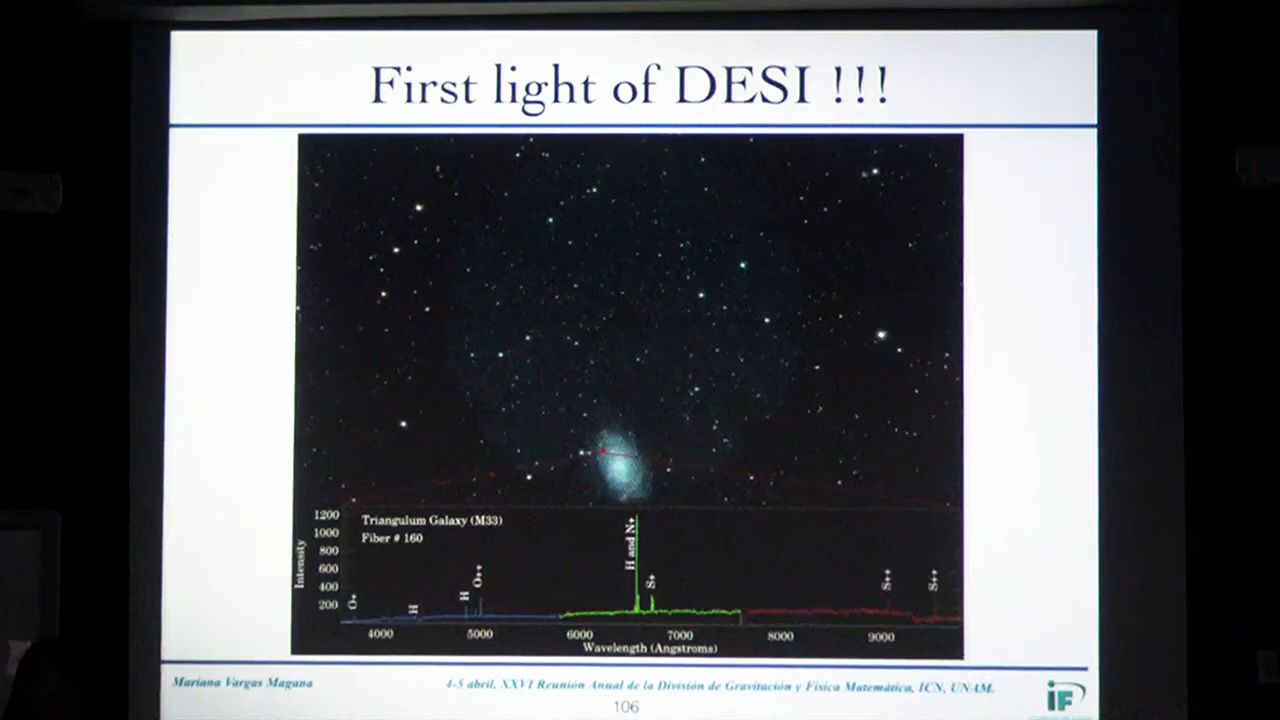 First light of DESI !!!
Triangulum Galaxy (M33)
Fiber # 160
Intensity
1200
1000
800
600
400
200
O+
H
H
O++
H and N+
S+
S++
S++
4000 5000 6000 7000 8000 9000
Wavelength (Angstroms)
Mariana Vargas Magana
4-5 abril, XXVI Reunión Anual de la División de Gravitación y Física Matemática, ICN, UNAM.
106
iF